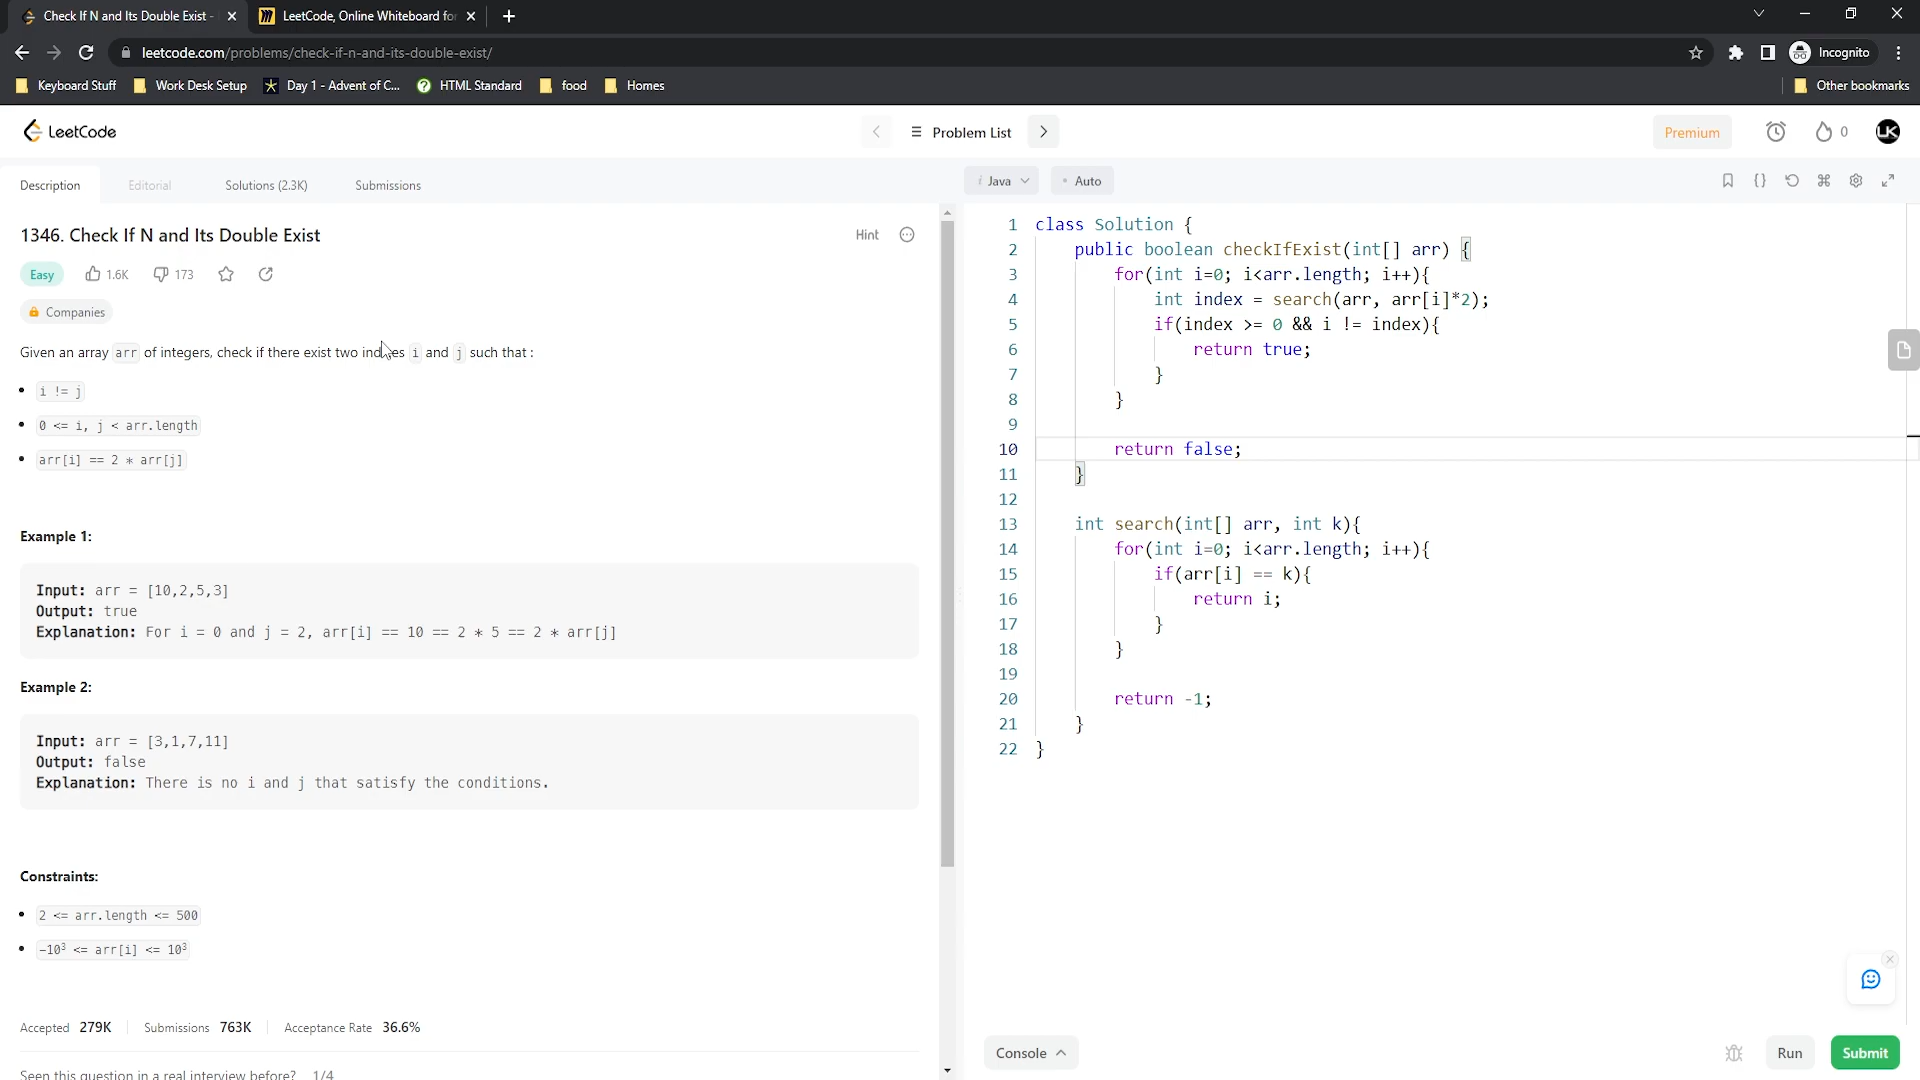 Check If N and Its Double Exist -
LeetCode, Online Whiteboard for
leetcode.com/problems/check-if-n-and-its-double-exist/
Incognito
Keyboard Stuff
Work Desk Setup
Day 1 - Advent of C...
HTML Standard
food
Homes
Other bookmarks
LeetCode
Problem List
Premium
0
LK
Description
Editorial
Solutions (2.3K)
Submissions
1346. Check If N and Its Double Exist
Hint
Easy
1.6K
173
Companies
Given an array arr of integers, check if there exist two indices i and j such that :
i != j
0 <= i, j < arr.length
arr[i] == 2 * arr[j]
Example 1:
Input: arr = [10,2,5,3]
Output: true
Explanation: For i = 0 and j = 2, arr[i] == 10 == 2 * 5 == 2 * arr[j]
Example 2:
Input: arr = [3,1,7,11]
Output: false
Explanation: There is no i and j that satisfy the conditions.
Constraints:
2 <= arr.length <= 500
-10³ <= arr[i] <= 10³
Accepted 279K
Submissions 763K
Acceptance Rate 36.6%
Seen this question in a real interview before? 1/4
i Java
Auto
1 class Solution {
2 public boolean checkIfExist(int[] arr) {
3 for(int i=0; i<arr.length; i++){
4 int index = search(arr, arr[i]*2);
5 if(index >= 0 && i != index){
6 return true;
7 }
8 }
9
10 return false;
11 }
12
13 int search(int[] arr, int k){
14 for(int i=0; i<arr.length; i++){
15 if(arr[i] == k){
16 return i;
17 }
18 }
19
20 return -1;
21 }
22 }
Console
Run
Submit